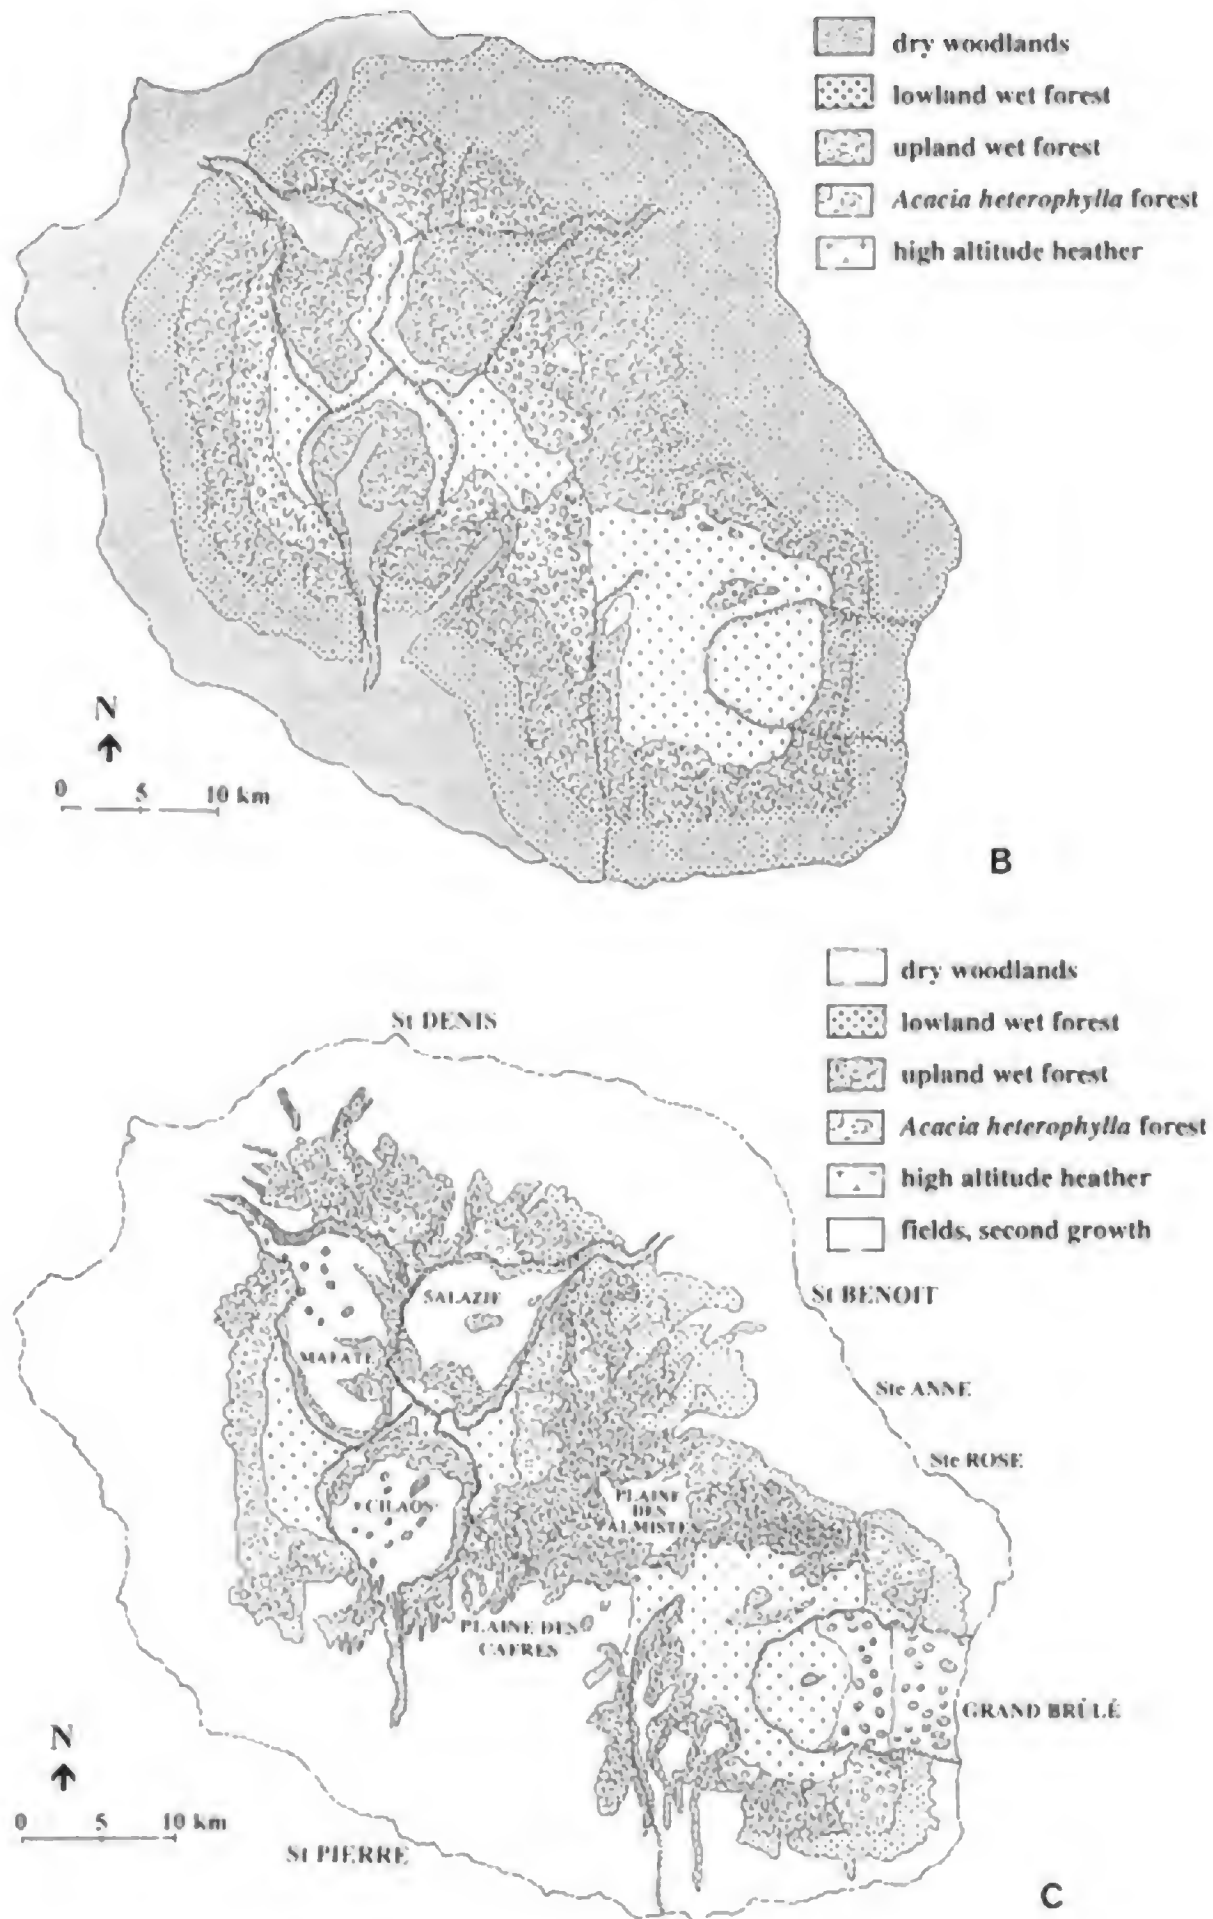 dry woodlands
lowland wet forest
upland wet forest
Acacia heterophylla forest
high altitude heather
N
0 5 10 km
B
dry woodlands
lowland wet forest
upland wet forest
Acacia heterophylla forest
high altitude heather
fields, second growth
St DENIS
SALAZIE
St BENOIT
MAFATE
Ste ANNE
Ste ROSE
CILAOS
PLAINE
DES
PALMISTES
PLAINE DES
CAFRES
GRAND BRÛLÉ
N
0 5 10 km
St PIERRE
C